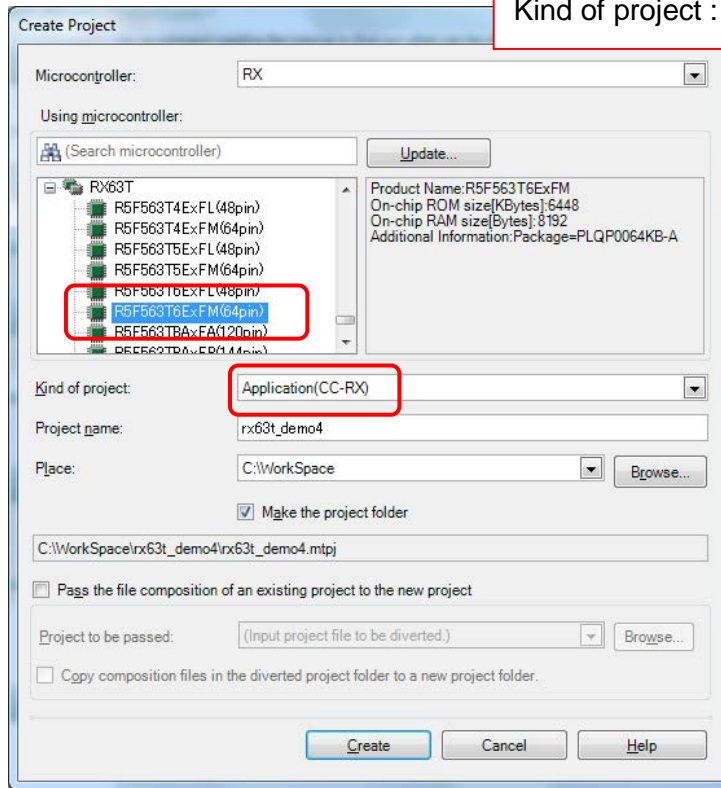 Kind of project :
Create Project
Microcontroller: RX
Using microcontroller:
(Search microcontroller) Update...
RX63T
R5F563T4ExFL(48pin)
R5F563T4ExFM(64pin)
R5F563T5ExFL(48pin)
R5F563T5ExFM(64pin)
R5F563T6ExFL(48pin)
R5F563T6ExFM(64pin)
R5F563TBAxFA(120pin)
R5F563TBAxFB(144pin)
Product Name:R5F563T6ExFM
On-chip ROM size[KBytes]:6448
On-chip RAM size[Bytes]:8192
Additional Information:Package=PLQP0064KB-A
Kind of project: Application(CC-RX)
Project name: rx63t_demo4
Place: C:\WorkSpace Browse...
Make the project folder
C:\WorkSpace\rx63t_demo4\rx63t_demo4.mtpj
Pass the file composition of an existing project to the new project
Project to be passed: (Input project file to be diverted.) Browse...
Copy composition files in the diverted project folder to a new project folder.
Create Cancel Help